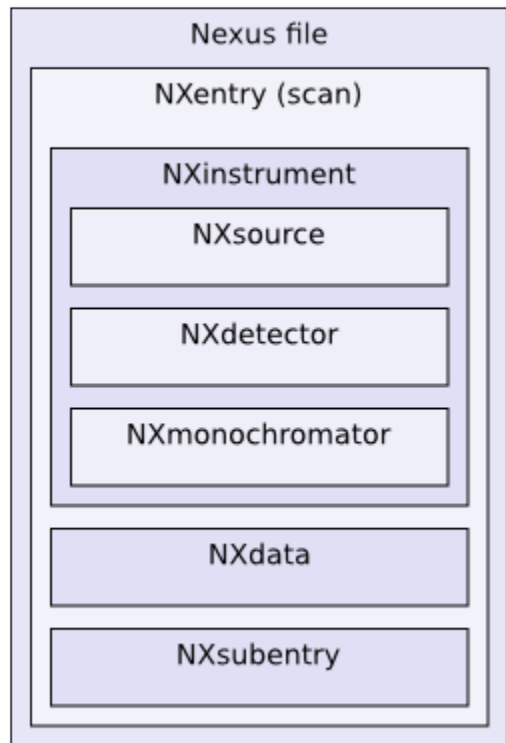 Nexus file
NXentry (scan)
NXinstrument
NXsource
NXdetector
NXmonochromator
NXdata
NXsubentry